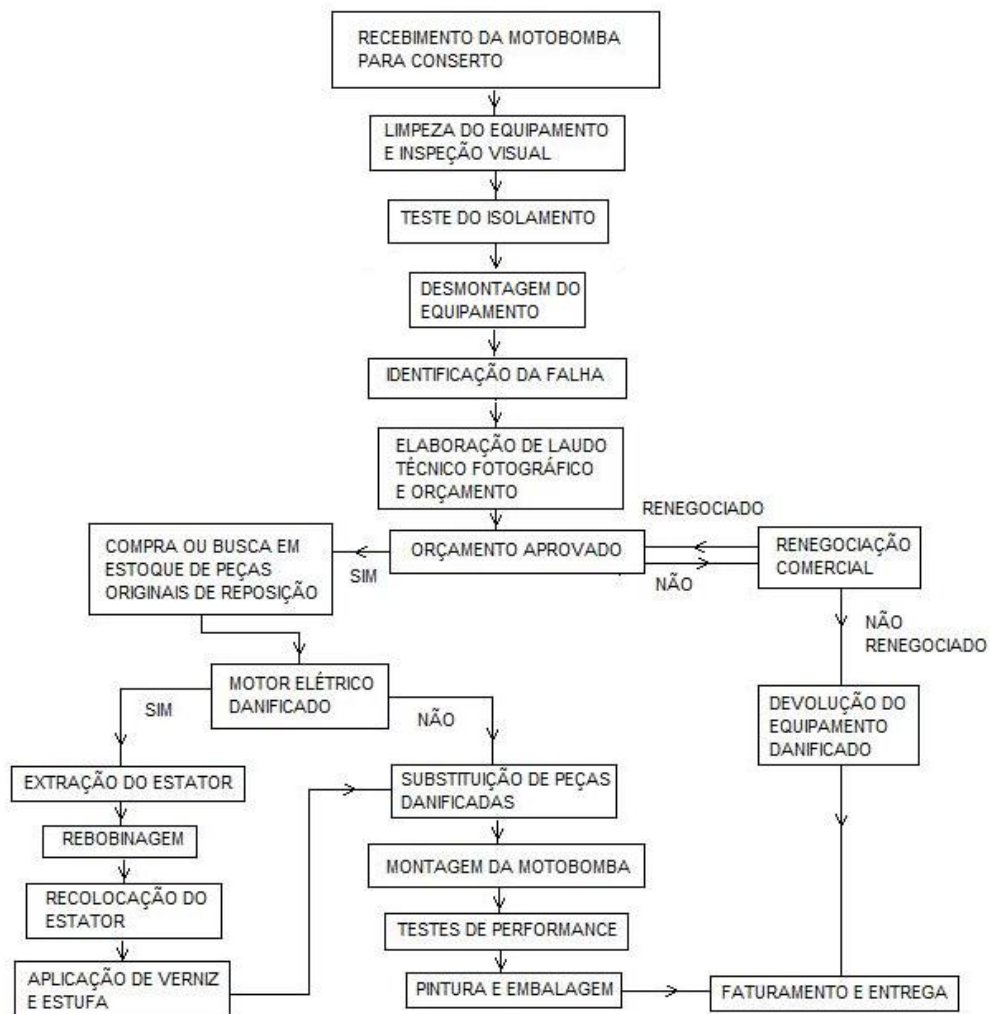 RECEBIMENTO DA MOTOBOMBA
PARA CONSERTO
LIMPEZA DO EQUIPAMENTO
E INSPEÇÃO VISUAL
TESTE DO ISOLAMENTO
DESMONTAGEM DO
EQUIPAMENTO
IDENTIFICAÇÃO DA FALHA
ELABORAÇÃO DE LAUDO
TÉCNICO FOTOGRÁFICO
E ORÇAMENTO
RENEGOCIADO
COMPRA OU BUSCA EM
ESTOQUE DE PEÇAS
ORIGINAIS DE REPOSIÇÃO
SIM
ORÇAMENTO APROVADO
NÃO
RENEGOCIAÇÃO
COMERCIAL
NÃO
RENEGOCIADO
MOTOR ELÉTRICO
DANIFICADO
SIM
NÃO
DEVOLUÇÃO DO
EQUIPAMENTO
DANIFICADO
EXTRAÇÃO DO ESTATOR
SUBSTITUIÇÃO DE PEÇAS
DANIFICADAS
REBOBINAGEM
MONTAGEM DA MOTOBOMBA
RECOLOCAÇÃO DO
ESTATOR
TESTES DE PERFORMANCE
APLICAÇÃO DE VERNIZ
E ESTUFA
PINTURA E EMBALAGEM
FATURAMENTO E ENTREGA